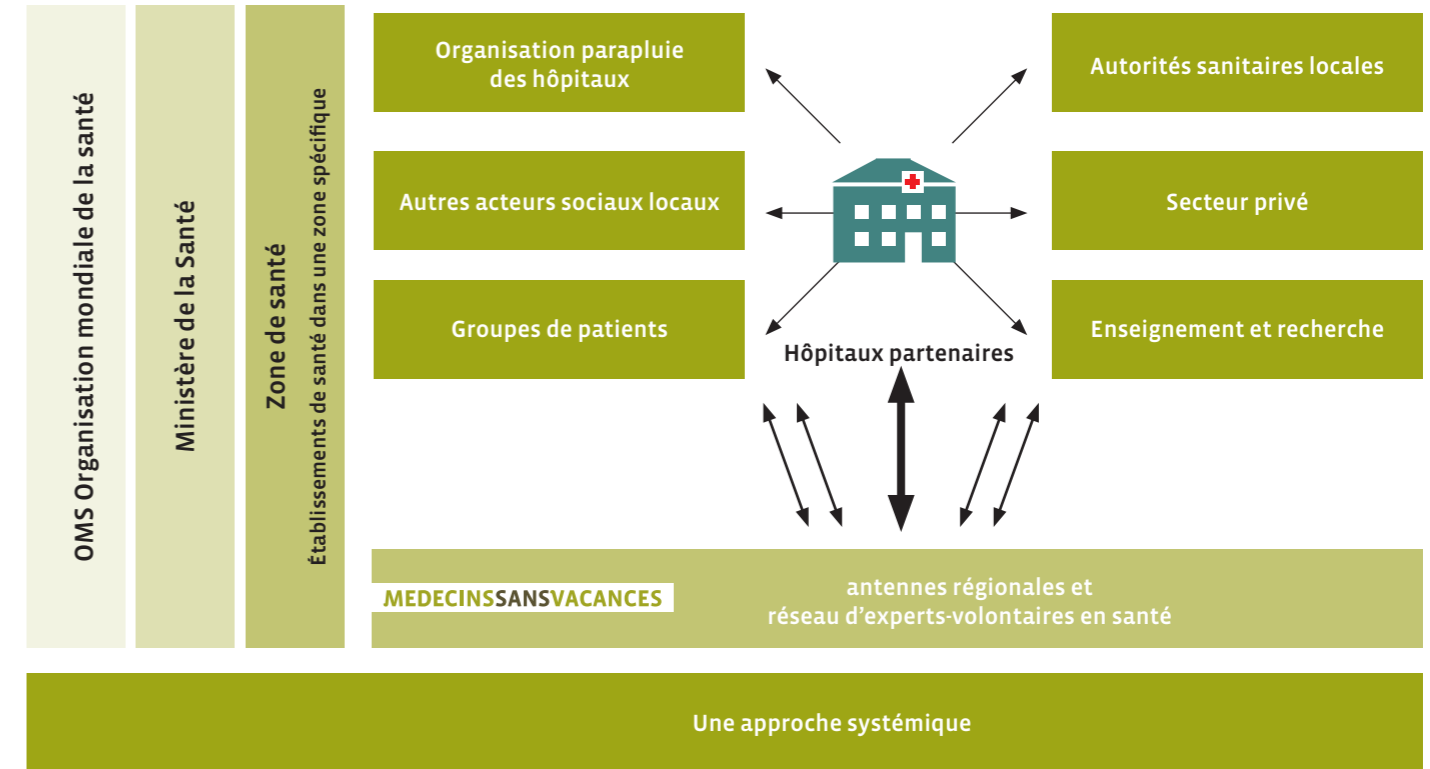 OMS Organisation mondiale de la santé
Ministère de la Santé
Zone de santé
Établissements de santé dans une zone spécifique
Organisation parapluie
des hôpitaux
Autres acteurs sociaux locaux
Groupes de patients
Hôpitaux partenaires
Autorités sanitaires locales
Secteur privé
Enseignement et recherche
MEDECINSSANSVACANCES
antennes régionales et
réseau d’experts-volontaires en santé
Une approche systémique